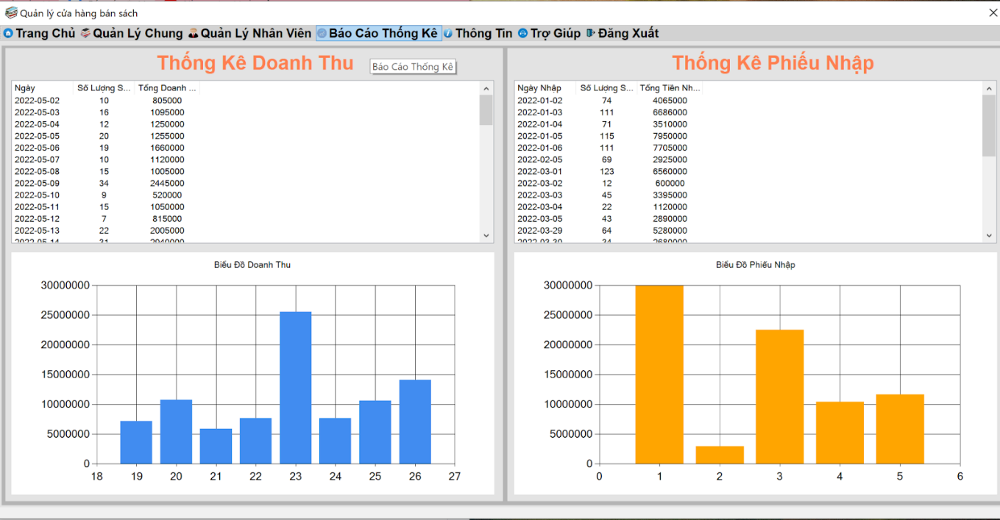 Quản lý cửa hàng bán sách
Trang Chủ Quản Lý Chung Quản Lý Nhân Viên Báo Cáo Thống Kê Thông Tin Trợ Giúp Đăng Xuất
Thống Kê Doanh Thu
Báo Cáo Thống Kê
Ngày Số Lượng S... Tổng Doanh ...
2022-05-02 10 805000
2022-05-03 16 1095000
2022-05-04 12 1250000
2022-05-05 20 1255000
2022-05-06 19 1660000
2022-05-07 10 1120000
2022-05-08 15 1005000
2022-05-09 34 2445000
2022-05-10 9 520000
2022-05-11 15 1050000
2022-05-12 7 815000
2022-05-13 22 2005000
2022-05-14 31 2940000
Biểu Đồ Doanh Thu
30000000
25000000
20000000
15000000
10000000
5000000
0
18 19 20 21 22 23 24 25 26 27
Thống Kê Phiếu Nhập
Ngày Nhập Số Lượng S... Tổng Tiền Nh...
2022-01-02 74 4065000
2022-01-03 111 6686000
2022-01-04 71 3510000
2022-01-05 115 7950000
2022-01-06 111 7705000
2022-02-05 69 2925000
2022-03-01 123 6560000
2022-03-02 12 600000
2022-03-03 45 3395000
2022-03-04 22 1120000
2022-03-05 43 2890000
2022-03-29 64 5280000
2022-03-30 34 2680000
Biểu Đồ Phiếu Nhập
30000000
25000000
20000000
15000000
10000000
5000000
0
0 1 2 3 4 5 6